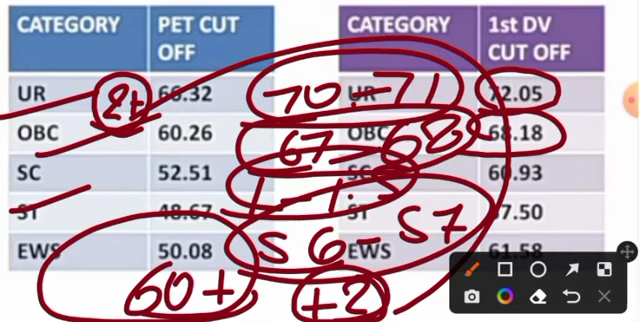 CATEGORY PET CUT OFF CATEGORY 1st DV CUT OFF
UR 66.32 70-71 UR 72.05
OBC 60.26 67-68 OBC 68.18
SC 52.51 SC 60.93
ST 48.67 ST 57.50
EWS 50.08 56-57 EWS 61.58
60+ +2